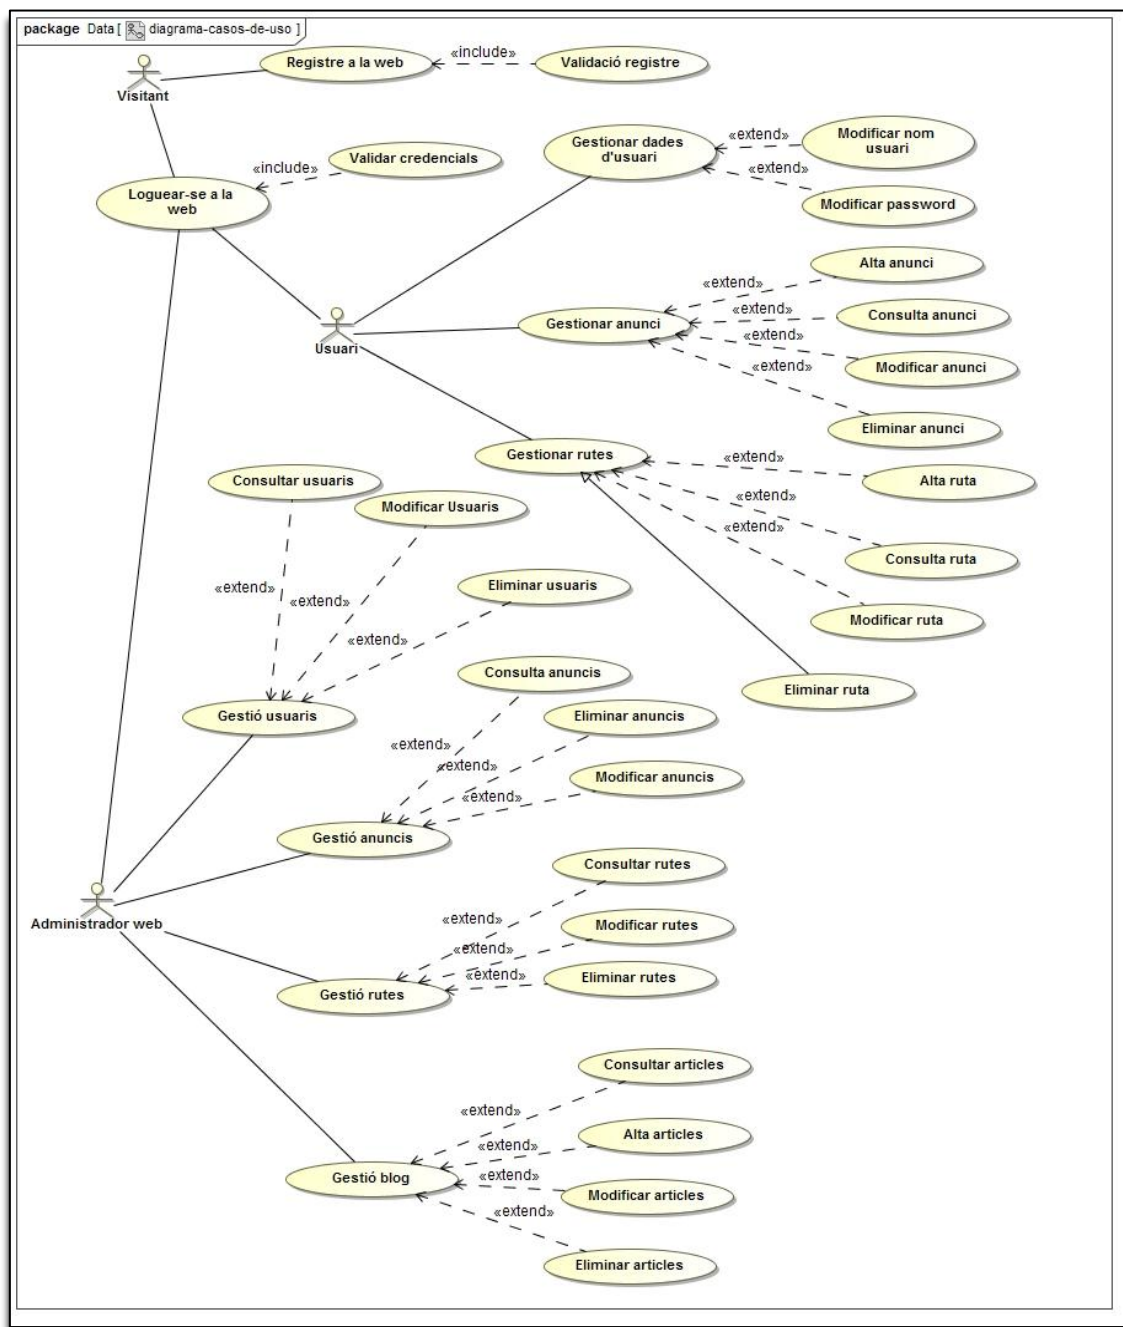 package Data [ diagrama-casos-de-uso ]
Visitant
Registre a la web
«include»
Validació registre
Loguear-se a la
web
«include»
Validar credencials
Gestionar dades
d'usuari
«extend»
Modificar nom
usuari
«extend»
Modificar password
Usuari
Gestionar anunci
«extend»
Alta anunci
«extend»
Consulta anunci
«extend»
Modificar anunci
«extend»
Eliminar anunci
Gestionar rutes
«extend»
Alta ruta
«extend»
Consulta ruta
«extend»
Modificar ruta
Eliminar ruta
Consultar usuaris
Modificar Usuaris
Eliminar usuaris
«extend»
«extend»
«extend»
Gestió usuaris
Consulta anuncis
Eliminar anuncis
Modificar anuncis
«extend»
«extend»
«extend»
Gestió anuncis
Administrador web
Consultar rutes
Modificar rutes
Eliminar rutes
«extend»
«extend»
«extend»
Gestió rutes
Consultar articles
Alta articles
Modificar articles
Eliminar articles
«extend»
«extend»
«extend»
«extend»
Gestió blog